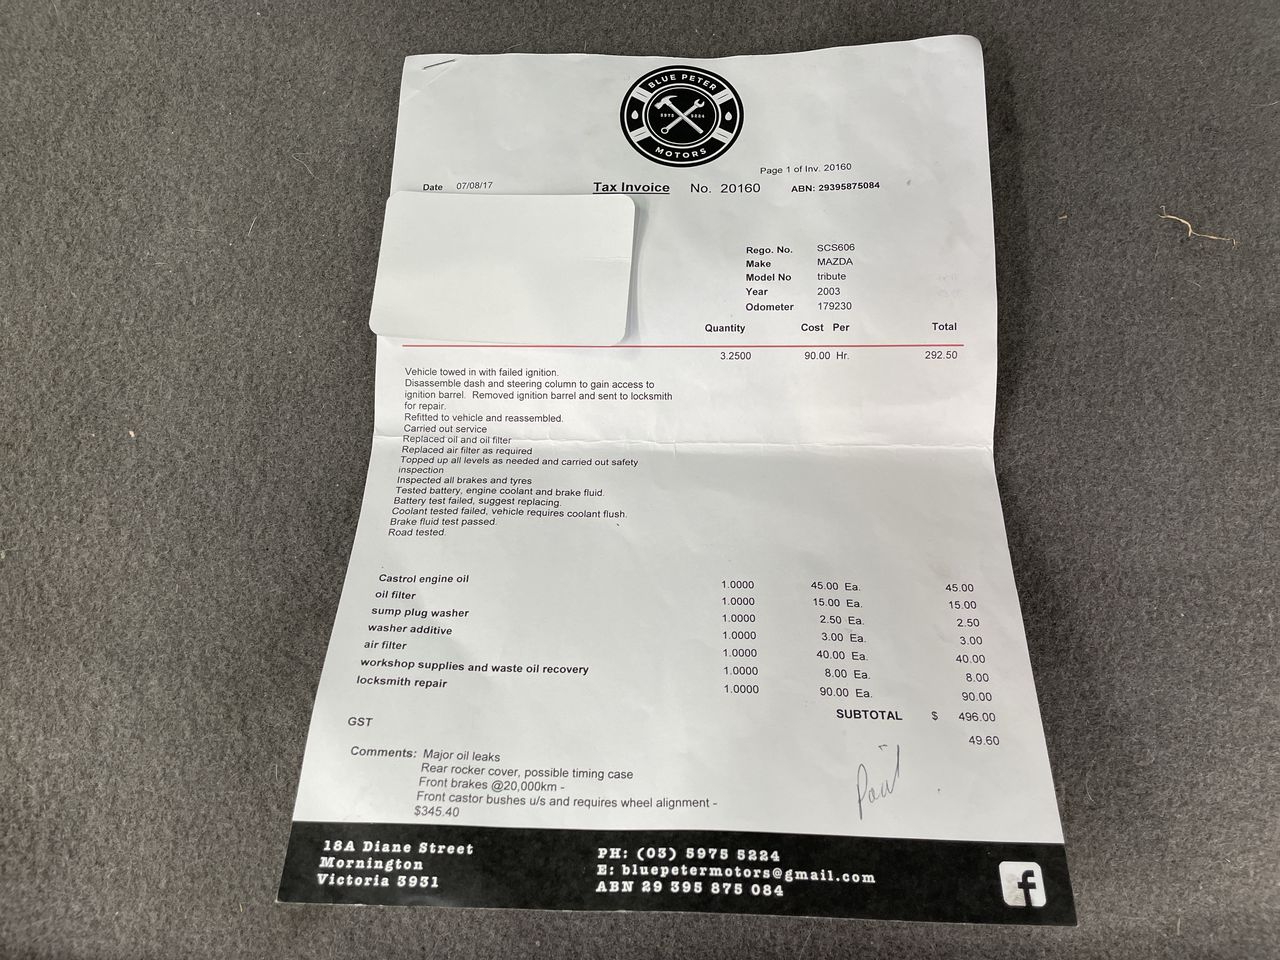 BLUE PETER
5975 5224
MOTORS
Page 1 of Inv. 20160
Date 07/08/17 Tax Invoice No. 20160 ABN: 29395875084
Rego. No. SCS606
Make MAZDA
Model No tribute
Year 2003
Odometer 179230
Quantity Cost Per Total
3.2500 90.00 Hr. 292.50
Vehicle towed in with failed ignition.
Disassemble dash and steering column to gain access to
ignition barrel. Removed ignition barrel and sent to locksmith
for repair.
Refitted to vehicle and reassembled.
Carried out service
Replaced oil and oil filter
Replaced air filter as required
Topped up all levels as needed and carried out safety
inspection
Inspected all brakes and tyres
Tested battery, engine coolant and brake fluid.
Battery test failed, suggest replacing.
Coolant tested failed, vehicle requires coolant flush.
Brake fluid test passed.
Road tested.
Castrol engine oil 1.0000 45.00 Ea. 45.00
oil filter 1.0000 15.00 Ea. 15.00
sump plug washer 1.0000 2.50 Ea. 2.50
washer additive 1.0000 3.00 Ea. 3.00
air filter 1.0000 40.00 Ea. 40.00
workshop supplies and waste oil recovery 1.0000 8.00 Ea. 8.00
locksmith repair 1.0000 90.00 Ea. 90.00
SUBTOTAL $ 496.00
GST 49.60
Comments: Major oil leaks
Rear rocker cover, possible timing case
Front brakes @20,000km -
Front castor bushes u/s and requires wheel alignment -
$345.40
Paid
18A Diane Street
Mornington
Victoria 3931
PH: (03) 5975 5224
E: bluepetermotors@gmail.com
ABN 29 395 875 084
f